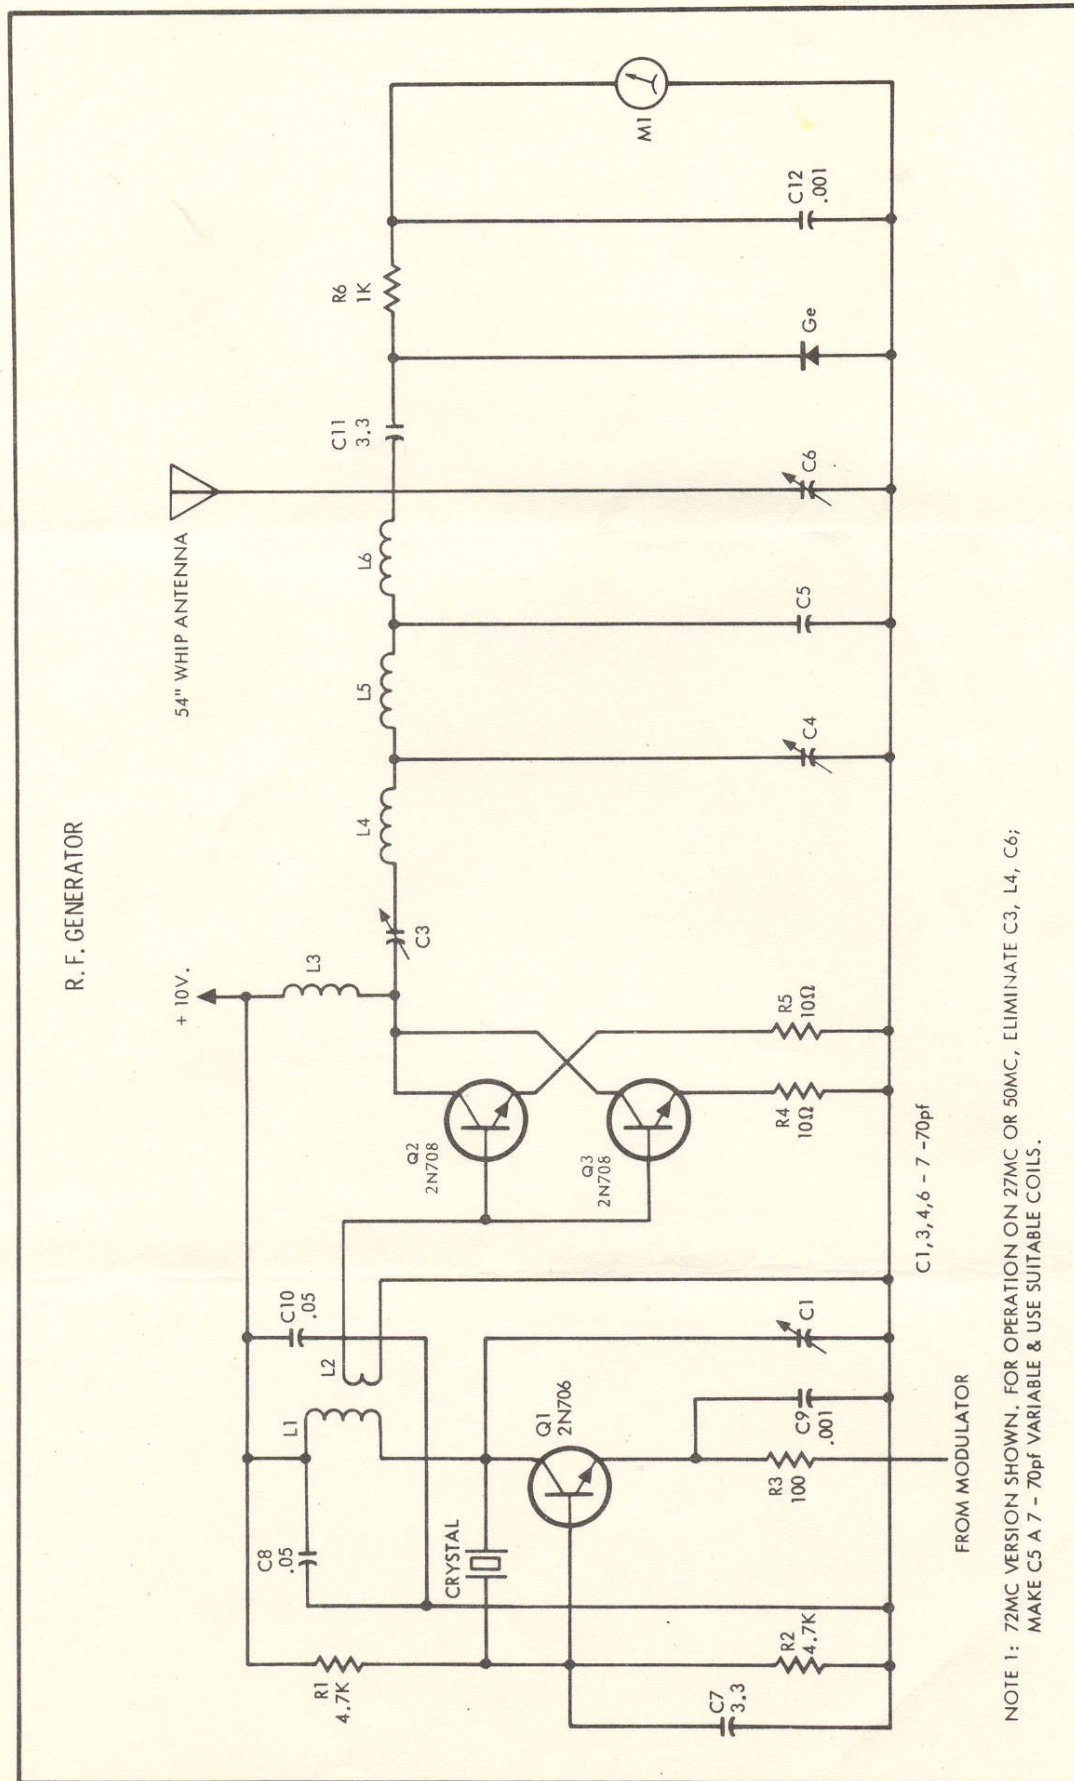 R. F. GENERATOR
54" WHIP ANTENNA
+ 10V.
R1
4.7K
C8
.05
L1
L2
C10
.05
L3
C3
L4
L5
L6
C11
3.3
R6
1K
M1
CRYSTAL
Q1
2N706
Q2
2N708
Q3
2N708
C7
3.3
R2
4.7K
R3
100
C9
.001
C1
R4
10Ω
R5
10Ω
C4
C5
C6
Ge
C12
.001
FROM MODULATOR
C1,3,4,6 - 7 -70pf
NOTE 1: 72MC VERSION SHOWN. FOR OPERATION ON 27MC OR 50MC, ELIMINATE C3, L4, C6;
MAKE C5 A 7 - 70pf VARIABLE & USE SUITABLE COILS.